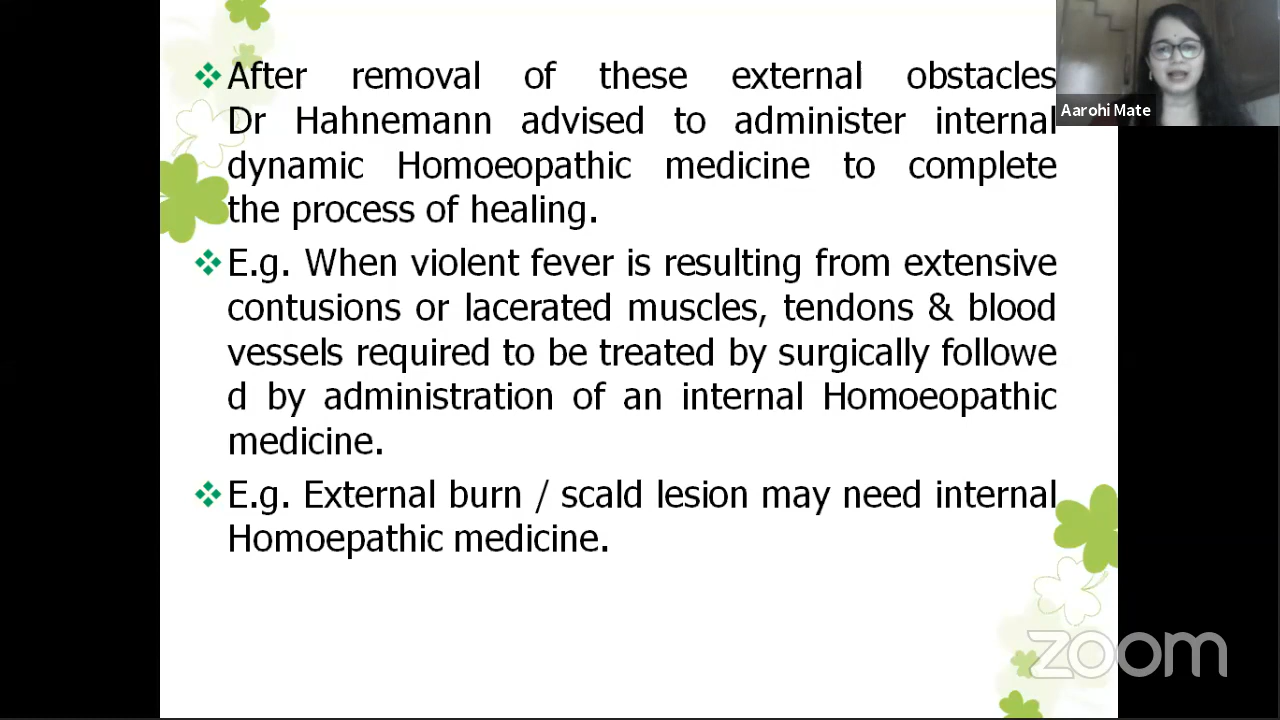 After removal of these external obstacles
Dr Hahnemann advised to administer internal
dynamic Homoeopathic medicine to complete
the process of healing.
E.g. When violent fever is resulting from extensive
contusions or lacerated muscles, tendons & blood
vessels required to be treated by surgically followe
d by administration of an internal Homoeopathic
medicine.
E.g. External burn / scald lesion may need internal
Homoepathic medicine.
Aarohi Mate
zoom